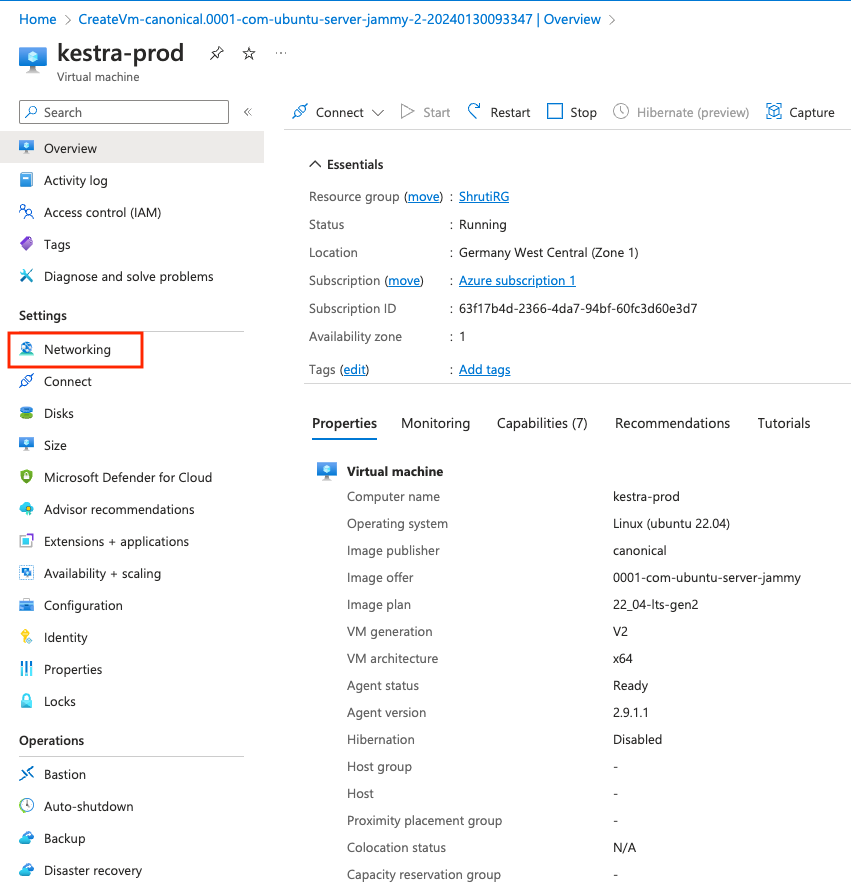 Home > CreateVm-canonical.0001-com-ubuntu-server-jammy-2-20240130093347 | Overview >
kestra-prod
Virtual machine
Search
Overview
Activity log
Access control (IAM)
Tags
Diagnose and solve problems
Settings
Networking
Connect
Disks
Size
Microsoft Defender for Cloud
Advisor recommendations
Extensions + applications
Availability + scaling
Configuration
Identity
Properties
Locks
Operations
Bastion
Auto-shutdown
Backup
Disaster recovery
Connect Start Restart Stop Hibernate (preview) Capture
Essentials
Resource group (move) : ShrutiRG
Status : Running
Location : Germany West Central (Zone 1)
Subscription (move) : Azure subscription 1
Subscription ID : 63f17b4d-2366-4da7-94bf-60fc3d60e3d7
Availability zone : 1
Tags (edit) : Add tags
Properties Monitoring Capabilities (7) Recommendations Tutorials
Virtual machine
Computer name kestra-prod
Operating system Linux (ubuntu 22.04)
Image publisher canonical
Image offer 0001-com-ubuntu-server-jammy
Image plan 22_04-lts-gen2
VM generation V2
VM architecture x64
Agent status Ready
Agent version 2.9.1.1
Hibernation Disabled
Host group -
Host -
Proximity placement group -
Colocation status N/A
Capacity reservation group -